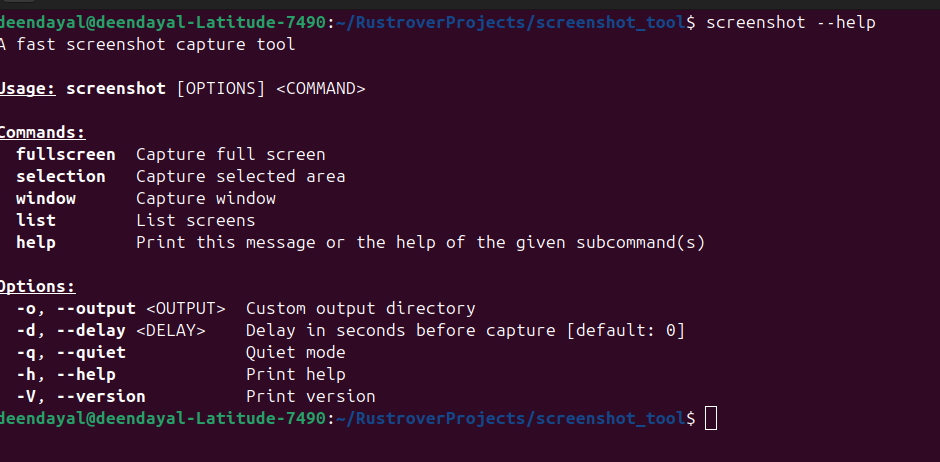 deendayal@deendayal-Latitude-7490:~/RustroverProjects/screenshot_tool$ screenshot --help
A fast screenshot capture tool
Usage: screenshot [OPTIONS] <COMMAND>
Commands:
fullscreen  Capture full screen
selection   Capture selected area
window      Capture window
list        List screens
help        Print this message or the help of the given subcommand(s)
Options:
-o, --output <OUTPUT>  Custom output directory
-d, --delay <DELAY>    Delay in seconds before capture [default: 0]
-q, --quiet            Quiet mode
-h, --help             Print help
-V, --version          Print version
deendayal@deendayal-Latitude-7490:~/RustroverProjects/screenshot_tool$